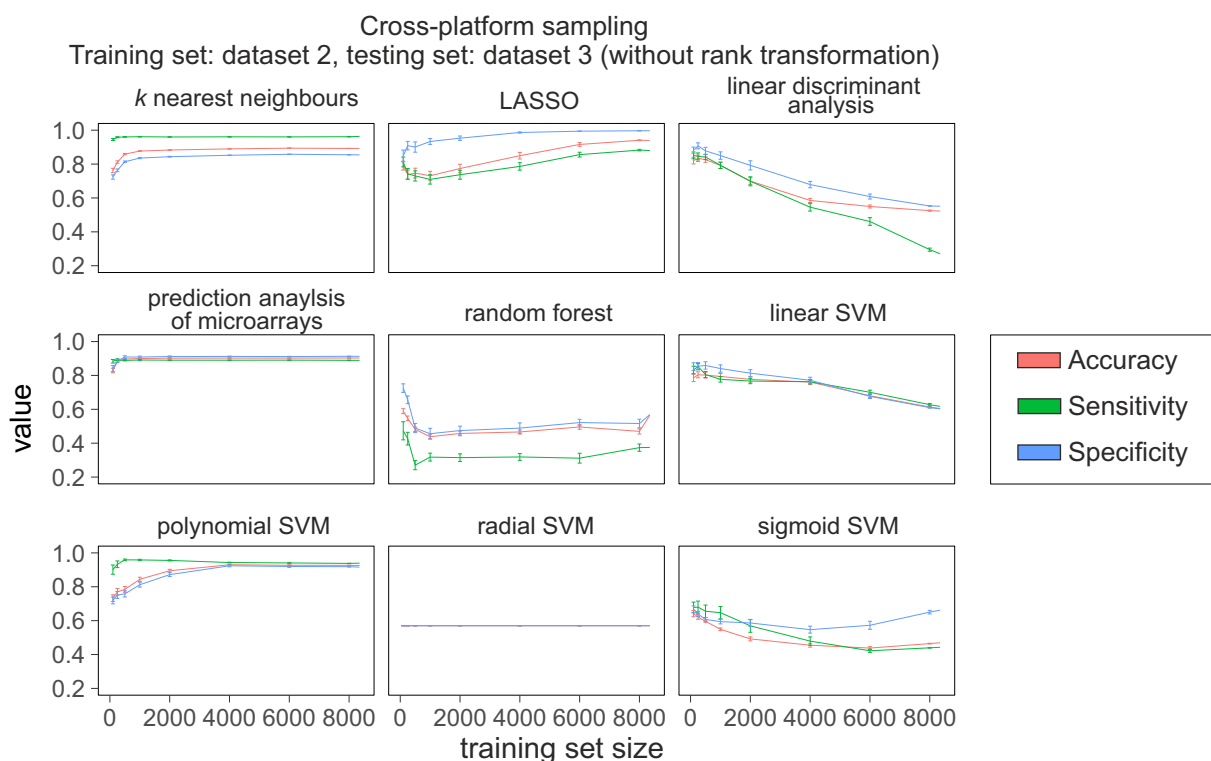 Cross-platform sampling
Training set: dataset 2, testing set: dataset 3 (without rank transformation)
k nearest neighbours
LASSO
linear discriminant
analysis
1.0
0.8
0.6
0.4
0.2
prediction anaylsis
of microarrays
random forest
linear SVM
1.0
0.8
0.6
0.4
0.2
value
Accuracy
Sensitivity
Specificity
polynomial SVM
radial SVM
sigmoid SVM
1.0
0.8
0.6
0.4
0.2
0 2000 4000 6000 8000
0 2000 4000 6000 8000
0 2000 4000 6000 8000
training set size